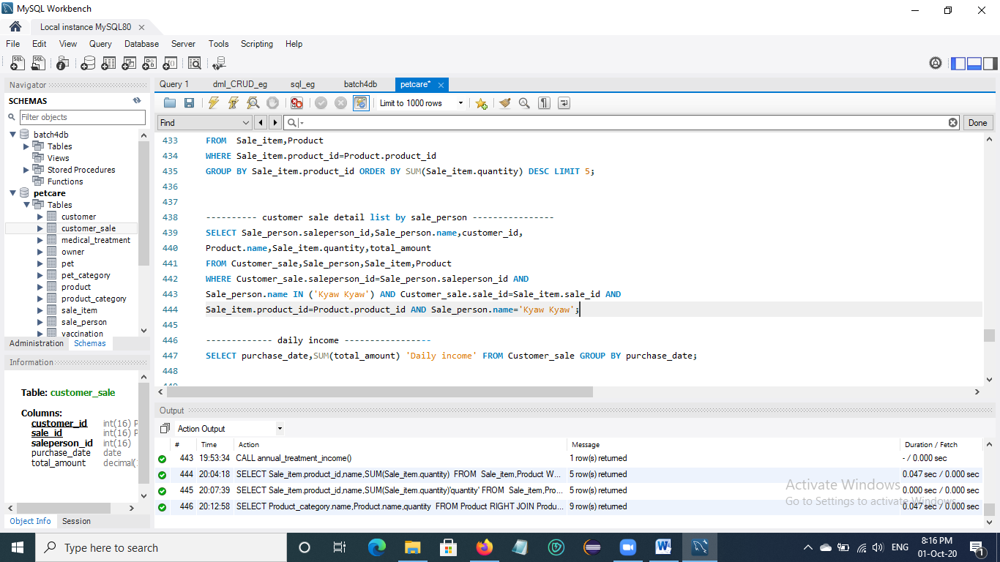 MySQL Workbench
Local instance MySQL80
File Edit View Query Database Server Tools Scripting Help
Navigator
SCHEMAS
Filter objects
batch4db
Tables
Views
Stored Procedures
Functions
petcare
Tables
customer
customer_sale
medical_treatment
owner
pet
pet_category
product
product_category
sale_item
sale_person
vaccination
Administration Schemas
Information
Table: customer_sale
Columns:
customer_id int(16) P
sale_id int(16) P
saleperson_id int(16)
purchase_date date
total_amount decimal(
Object Info Session
Query 1 dml_CRUD_eg sql_eg batch4db petcare*
Limit to 1000 rows
Find Done
433 FROM Sale_item,Product
434 WHERE Sale_item.product_id=Product.product_id
435 GROUP BY Sale_item.product_id ORDER BY SUM(Sale_item.quantity) DESC LIMIT 5;
436
437
438 ---------- customer sale detail list by sale_person ----------------
439 SELECT Sale_person.saleperson_id,Sale_person.name,customer_id,
440 Product.name,Sale_item.quantity,total_amount
441 FROM Customer_sale,Sale_person,Sale_item,Product
442 WHERE Customer_sale.saleperson_id=Sale_person.saleperson_id AND
443 Sale_person.name IN ('Kyaw Kyaw') AND Customer_sale.sale_id=Sale_item.sale_id AND
444 Sale_item.product_id=Product.product_id AND Sale_person.name='Kyaw Kyaw';
445
446 ------------- daily income -----------------
447 SELECT purchase_date,SUM(total_amount) 'Daily income' FROM Customer_sale GROUP BY purchase_date;
448
449
Output
Action Output
# Time Action Message Duration / Fetch
443 19:53:34 CALL annual_treatment_income() 1 row(s) returned - / 0.000 sec
444 20:04:18 SELECT Sale_item.product_id,name,SUM(Sale_item.quantity) FROM Sale_item,Product W... 5 row(s) returned 0.047 sec / 0.000 sec
445 20:07:39 SELECT Sale_item.product_id,name,SUM(Sale_item.quantity)'quantity' FROM Sale_item,Pro... 5 row(s) returned 0.000 sec / 0.000 sec
446 20:12:58 SELECT Product_category.name,Product.name,quantity FROM Product RIGHT JOIN Produ... 9 row(s) returned 0.047 sec / 0.000 sec
Activate Windows
Go to Settings to activate Windows.
Type here to search
ENG
8:16 PM
01-Oct-20
1